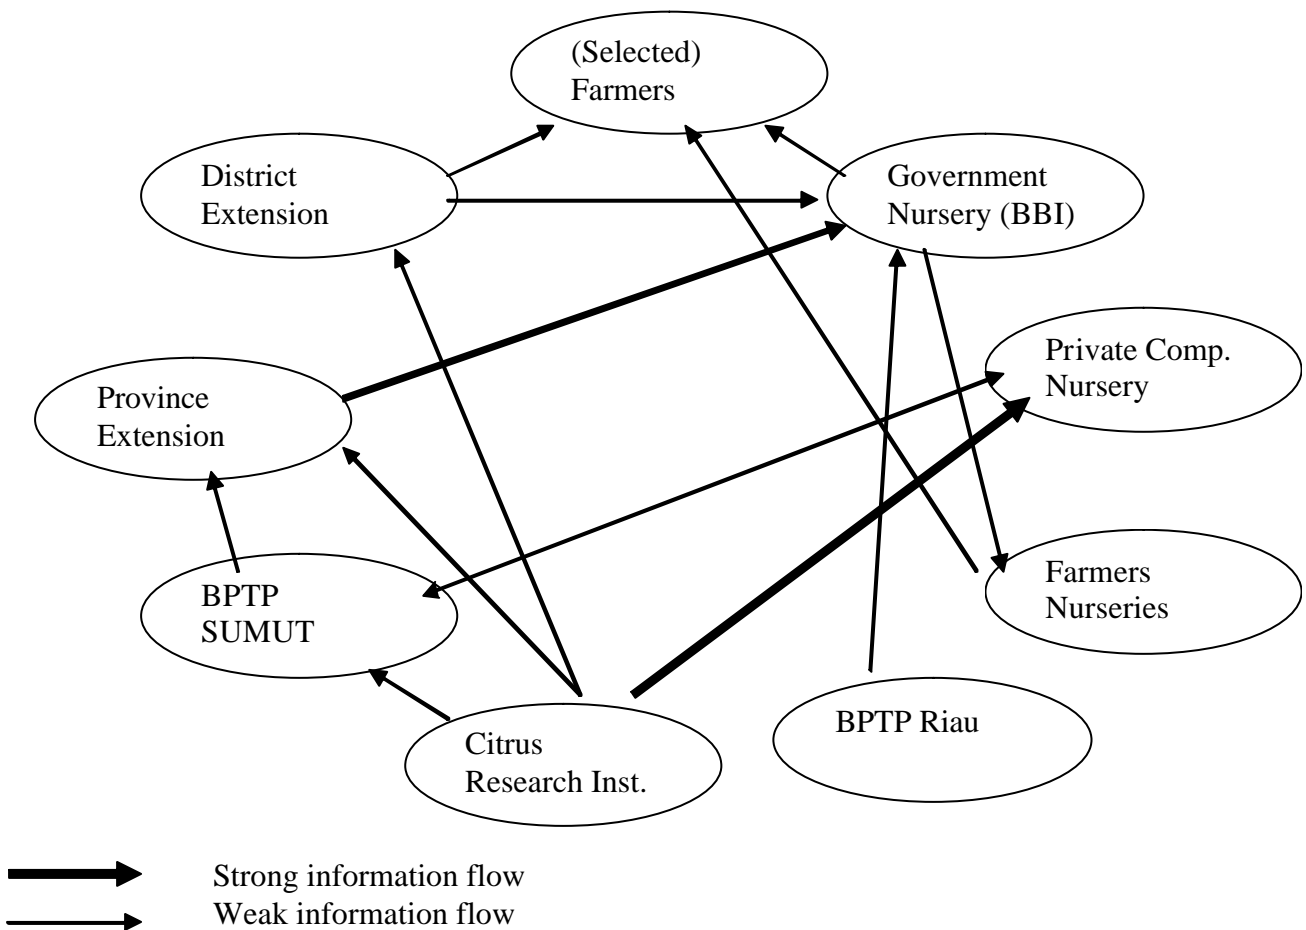 (Selected)
Farmers
District
Extension
Government
Nursery (BBI)
Private Comp.
Nursery
Province
Extension
Farmers
Nurseries
BPTP
SUMUT
BPTP Riau
Citrus
Research Inst.
Strong information flow
Weak information flow